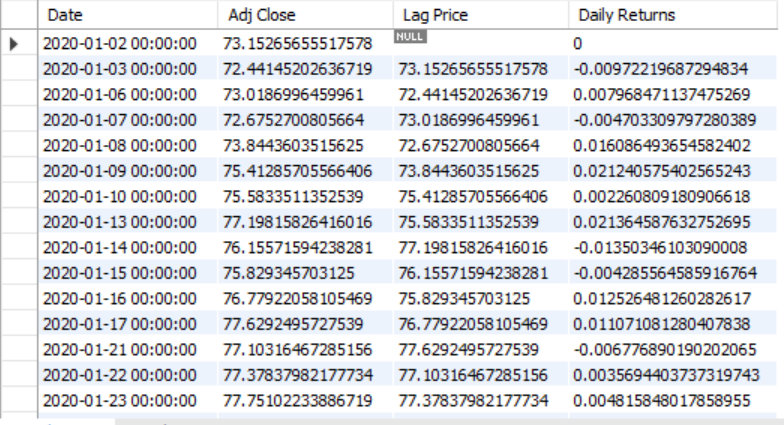 Date Adj Close Lag Price Daily Returns
2020-01-02 00:00:00 73.15265655517578 NULL 0
2020-01-03 00:00:00 72.44145202636719 73.15265655517578 -0.00972219687294834
2020-01-06 00:00:00 73.0186996459961 72.44145202636719 0.007968471137475269
2020-01-07 00:00:00 72.6752700805664 73.0186996459961 -0.004703309797280389
2020-01-08 00:00:00 73.8443603515625 72.6752700805664 0.016086493654582402
2020-01-09 00:00:00 75.41285705566406 73.8443603515625 0.021240575402565243
2020-01-10 00:00:00 75.5833511352539 75.41285705566406 0.002260809180906618
2020-01-13 00:00:00 77.19815826416016 75.5833511352539 0.021364587632752695
2020-01-14 00:00:00 76.15571594238281 77.19815826416016 -0.01350346103090008
2020-01-15 00:00:00 75.829345703125 76.15571594238281 -0.004285564585916764
2020-01-16 00:00:00 76.77922058105469 75.829345703125 0.012526481260282617
2020-01-17 00:00:00 77.6292495727539 76.77922058105469 0.011071081280407838
2020-01-21 00:00:00 77.10316467285156 77.6292495727539 -0.006776890190202065
2020-01-22 00:00:00 77.37837982177734 77.10316467285156 0.0035694403737319743
2020-01-23 00:00:00 77.75102233886719 77.37837982177734 0.004815848017858955